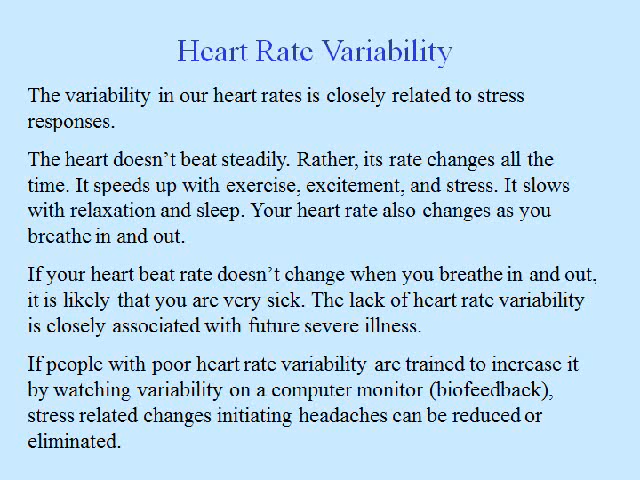 Heart Rate Variability
The variability in our heart rates is closely related to stress
responses.
The heart doesn't beat steadily. Rather, its rate changes all the
time. It speeds up with exercise, excitement, and stress. It slows
with relaxation and sleep. Your heart rate also changes as you
breathe in and out.
If your heart beat rate doesn't change when you breathe in and out,
it is likely that you are very sick. The lack of heart rate variability
is closely associated with future severe illness.
If people with poor heart rate variability are trained to increase it
by watching variability on a computer monitor (biofeedback),
stress related changes initiating headaches can be reduced or
eliminated.